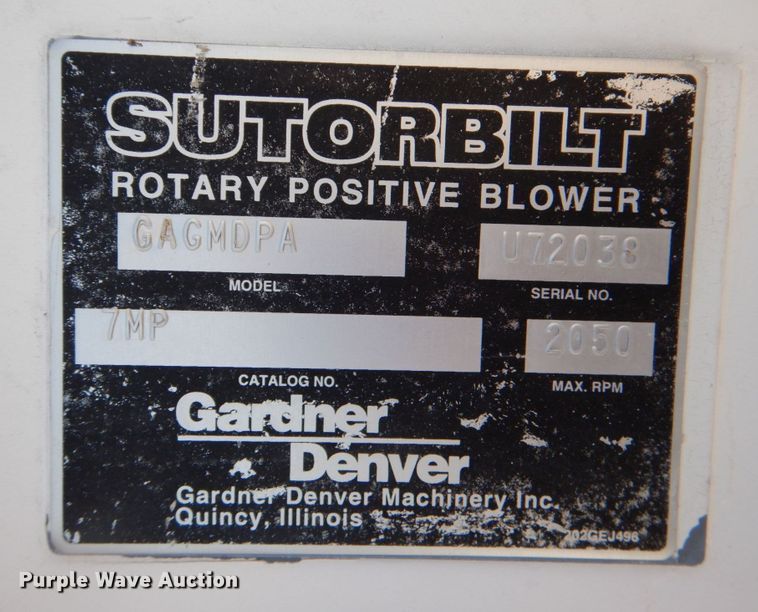 SUTORBILT
ROTARY POSITIVE BLOWER
GAGMDPA U72038
MODEL SERIAL NO.
7MP 2050
CATALOG NO. MAX. RPM
Gardner
Denver
Gardner Denver Machinery Inc.
Quincy, Illinois
202GEJ496
Purple Wave Auction